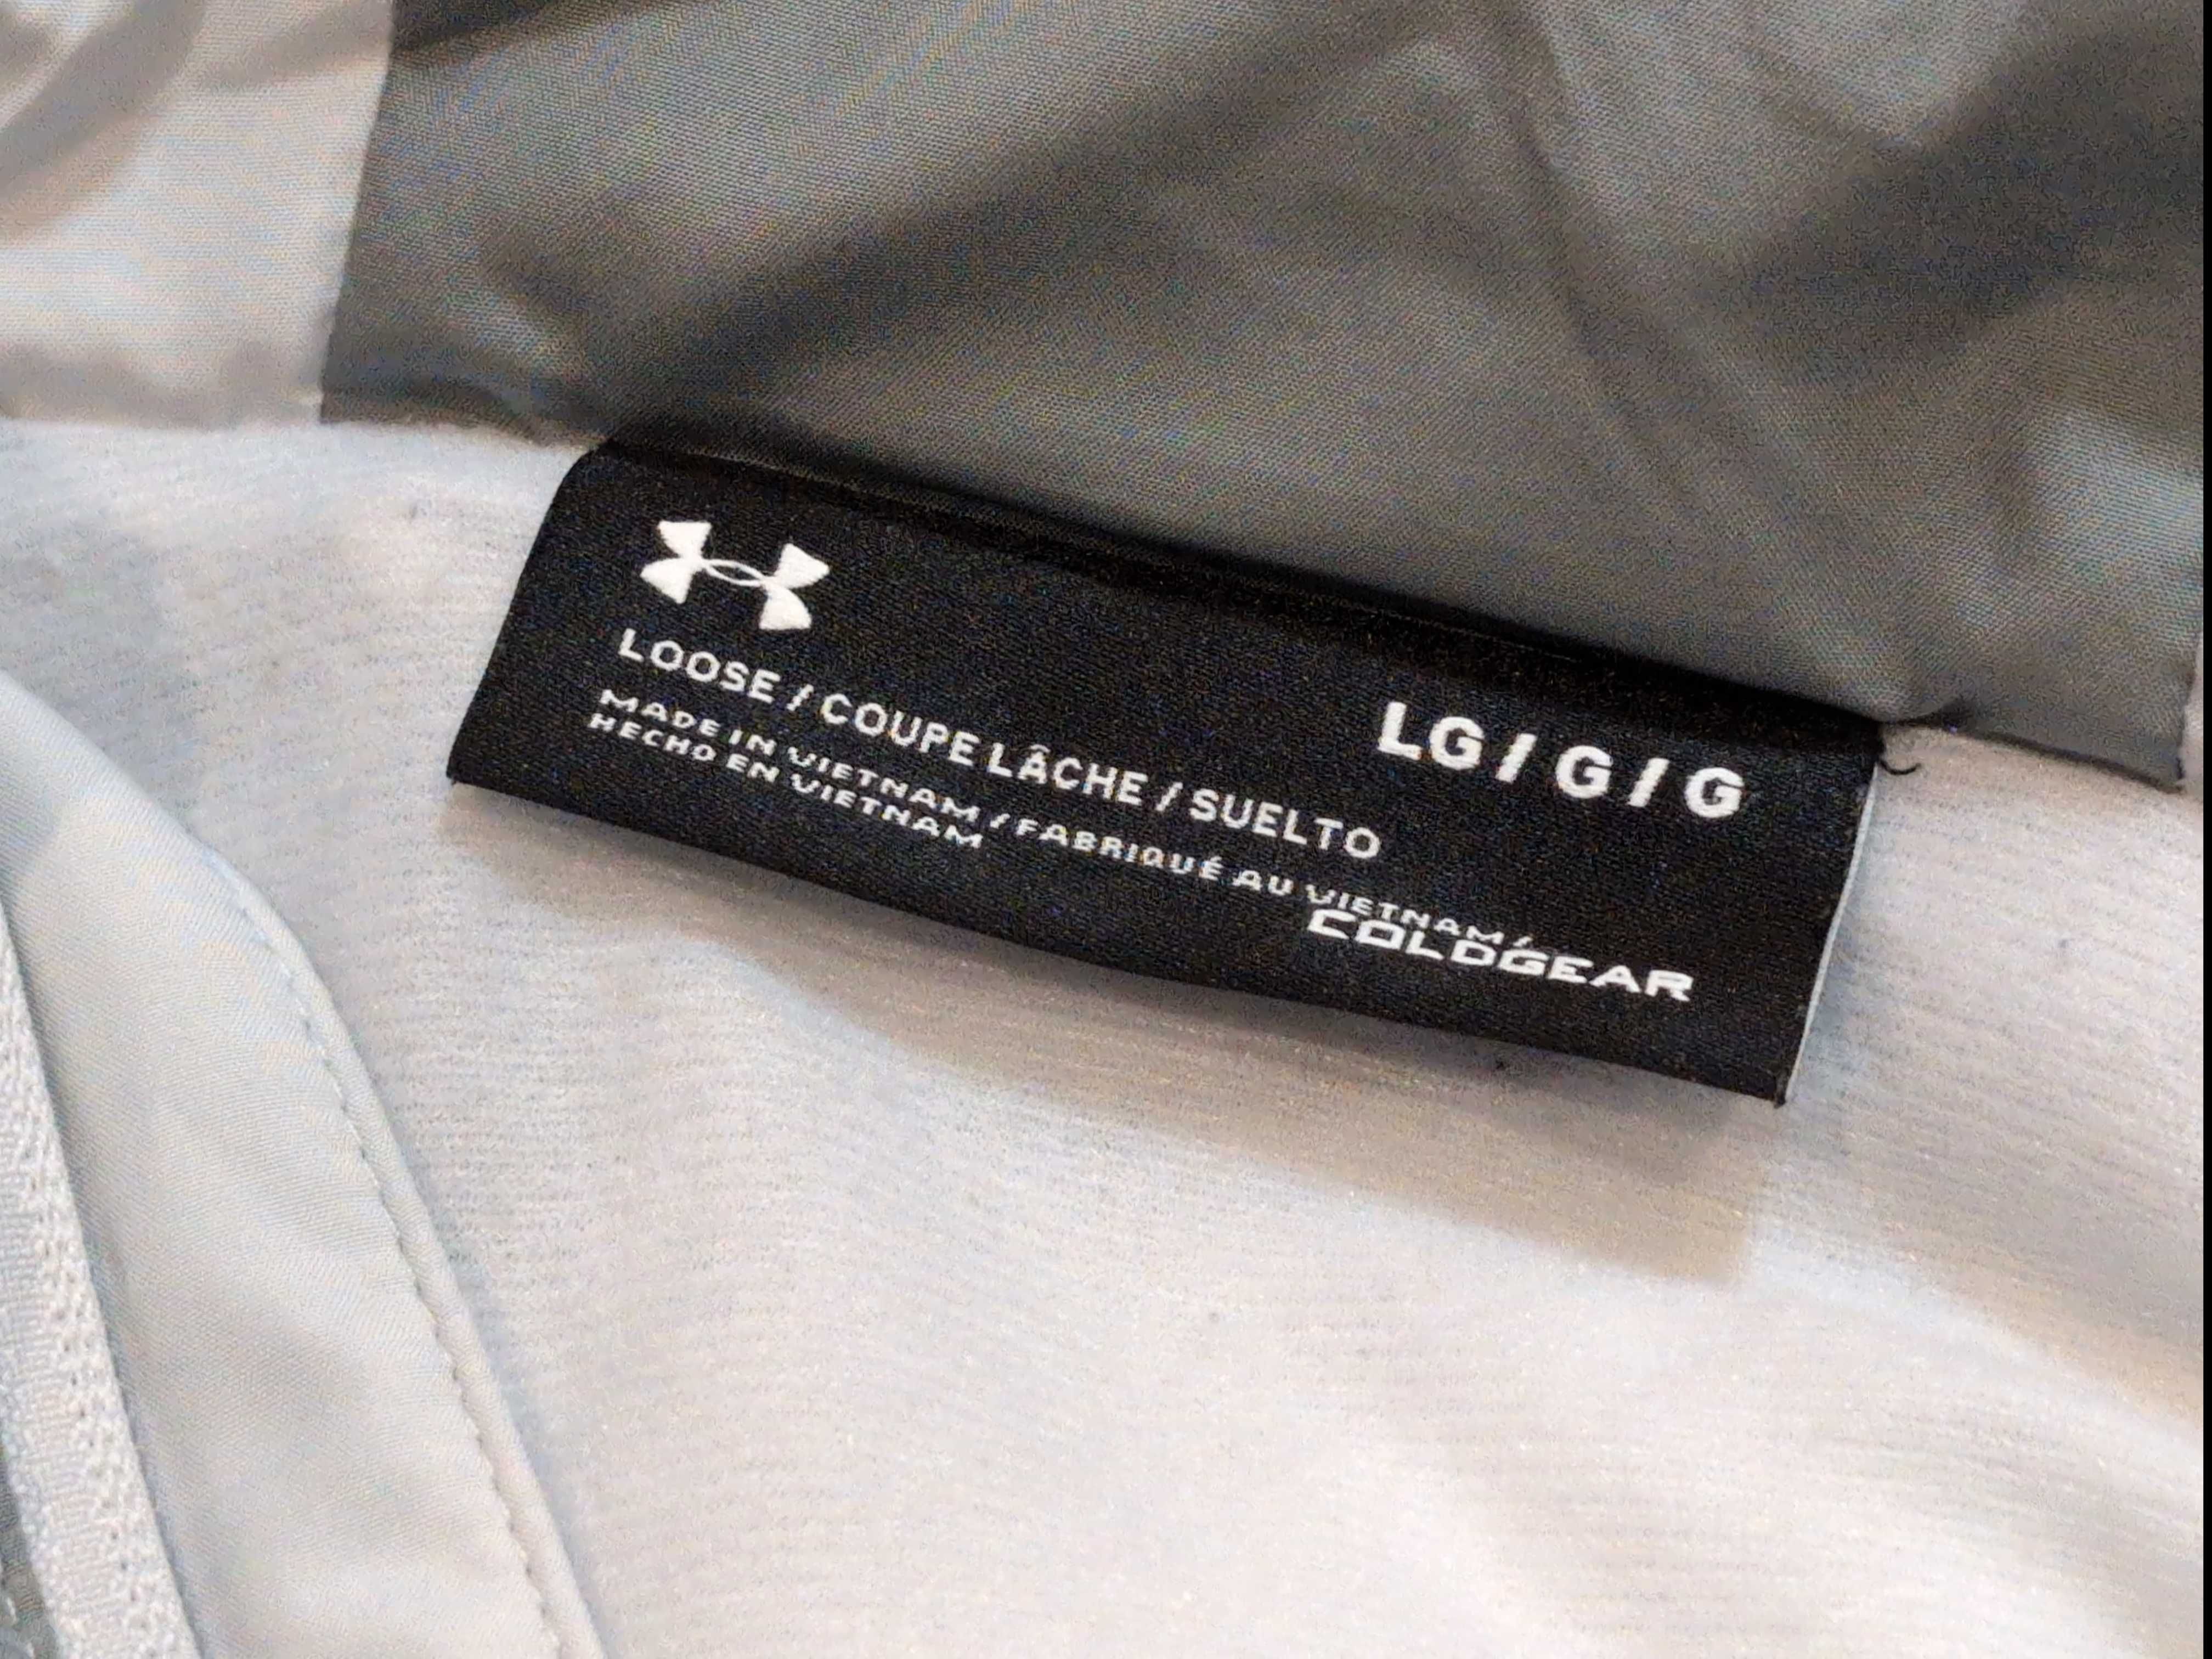 LG / G / G
LOOSE / COUPE LÂCHE / SUELTO
MADE IN VIETNAM / FABRIQUÉ AU VIETNAM /
HECHO EN VIETNAM
COLDGEAR